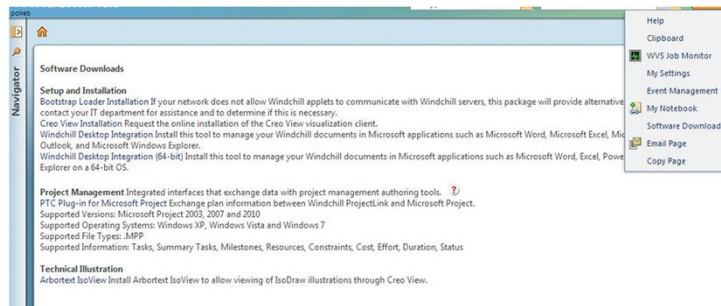 polreb
Navigator
Software Downloads
Setup and Installation
Bootstrap Loader Installation If your network does not allow Windchill applets to communicate with Windchill servers, this package will provide alternative
contact your IT department for assistance and to determine if this is necessary.
Creo View Installation Request the online installation of the Creo View visualization client.
Windchill Desktop Integration Install this tool to manage your Windchill documents in Microsoft applications such as Microsoft Word, Microsoft Excel, Mic
Outlook, and Microsoft Windows Explorer.
Windchill Desktop Integration (64-bit) Install this tool to manage your Windchill documents in Microsoft applications such as Microsoft Word, Excel, Powe
Explorer on a 64-bit OS.
Project Management Integrated interfaces that exchange data with project management authoring tools. ?
PTC Plug-in for Microsoft Project Exchange plan information between Windchill ProjectLink and Microsoft Project.
Supported Versions: Microsoft Project 2003, 2007 and 2010
Supported Operating Systems: Windows XP, Windows Vista and Windows 7
Supported File Types: .MPP
Supported Information: Tasks, Summary Tasks, Milestones, Resources, Constraints, Cost, Effort, Duration, Status
Technical Illustration
Arbortext IsoView Install Arbortext IsoView to allow viewing of IsoDraw illustrations through Creo View.
Help
Clipboard
WVS Job Monitor
My Settings
Event Management
My Notebook
Software Download
Email Page
Copy Page